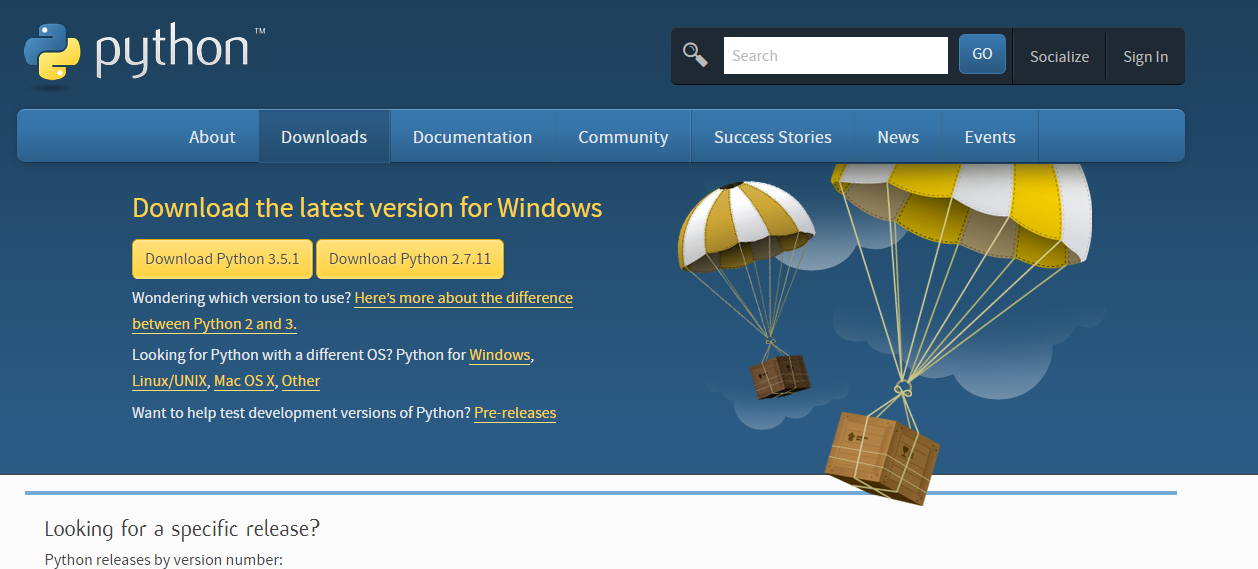 python™
Search
GO
Socialize
Sign In
About
Downloads
Documentation
Community
Success Stories
News
Events
Download the latest version for Windows
Download Python 3.5.1
Download Python 2.7.11
Wondering which version to use? Here's more about the difference
between Python 2 and 3.
Looking for Python with a different OS? Python for Windows,
Linux/UNIX, Mac OS X, Other
Want to help test development versions of Python? Pre-releases
Looking for a specific release?
Python releases by version number: